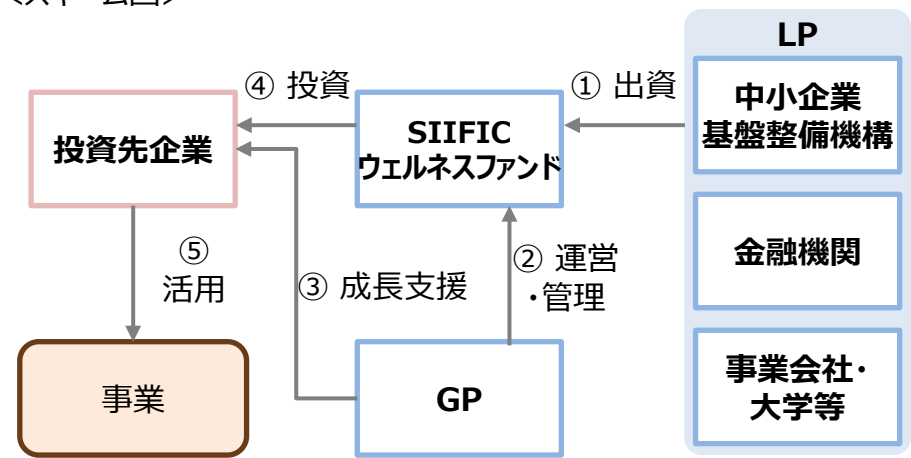 LP
④ 投資
① 出資
投資先企業
SIIFIC
ウェルネスファンド
中小企業
基盤整備機構
⑤
活用
③ 成長支援
② 運営
・管理
金融機関
事業
GP
事業会社・
大学等